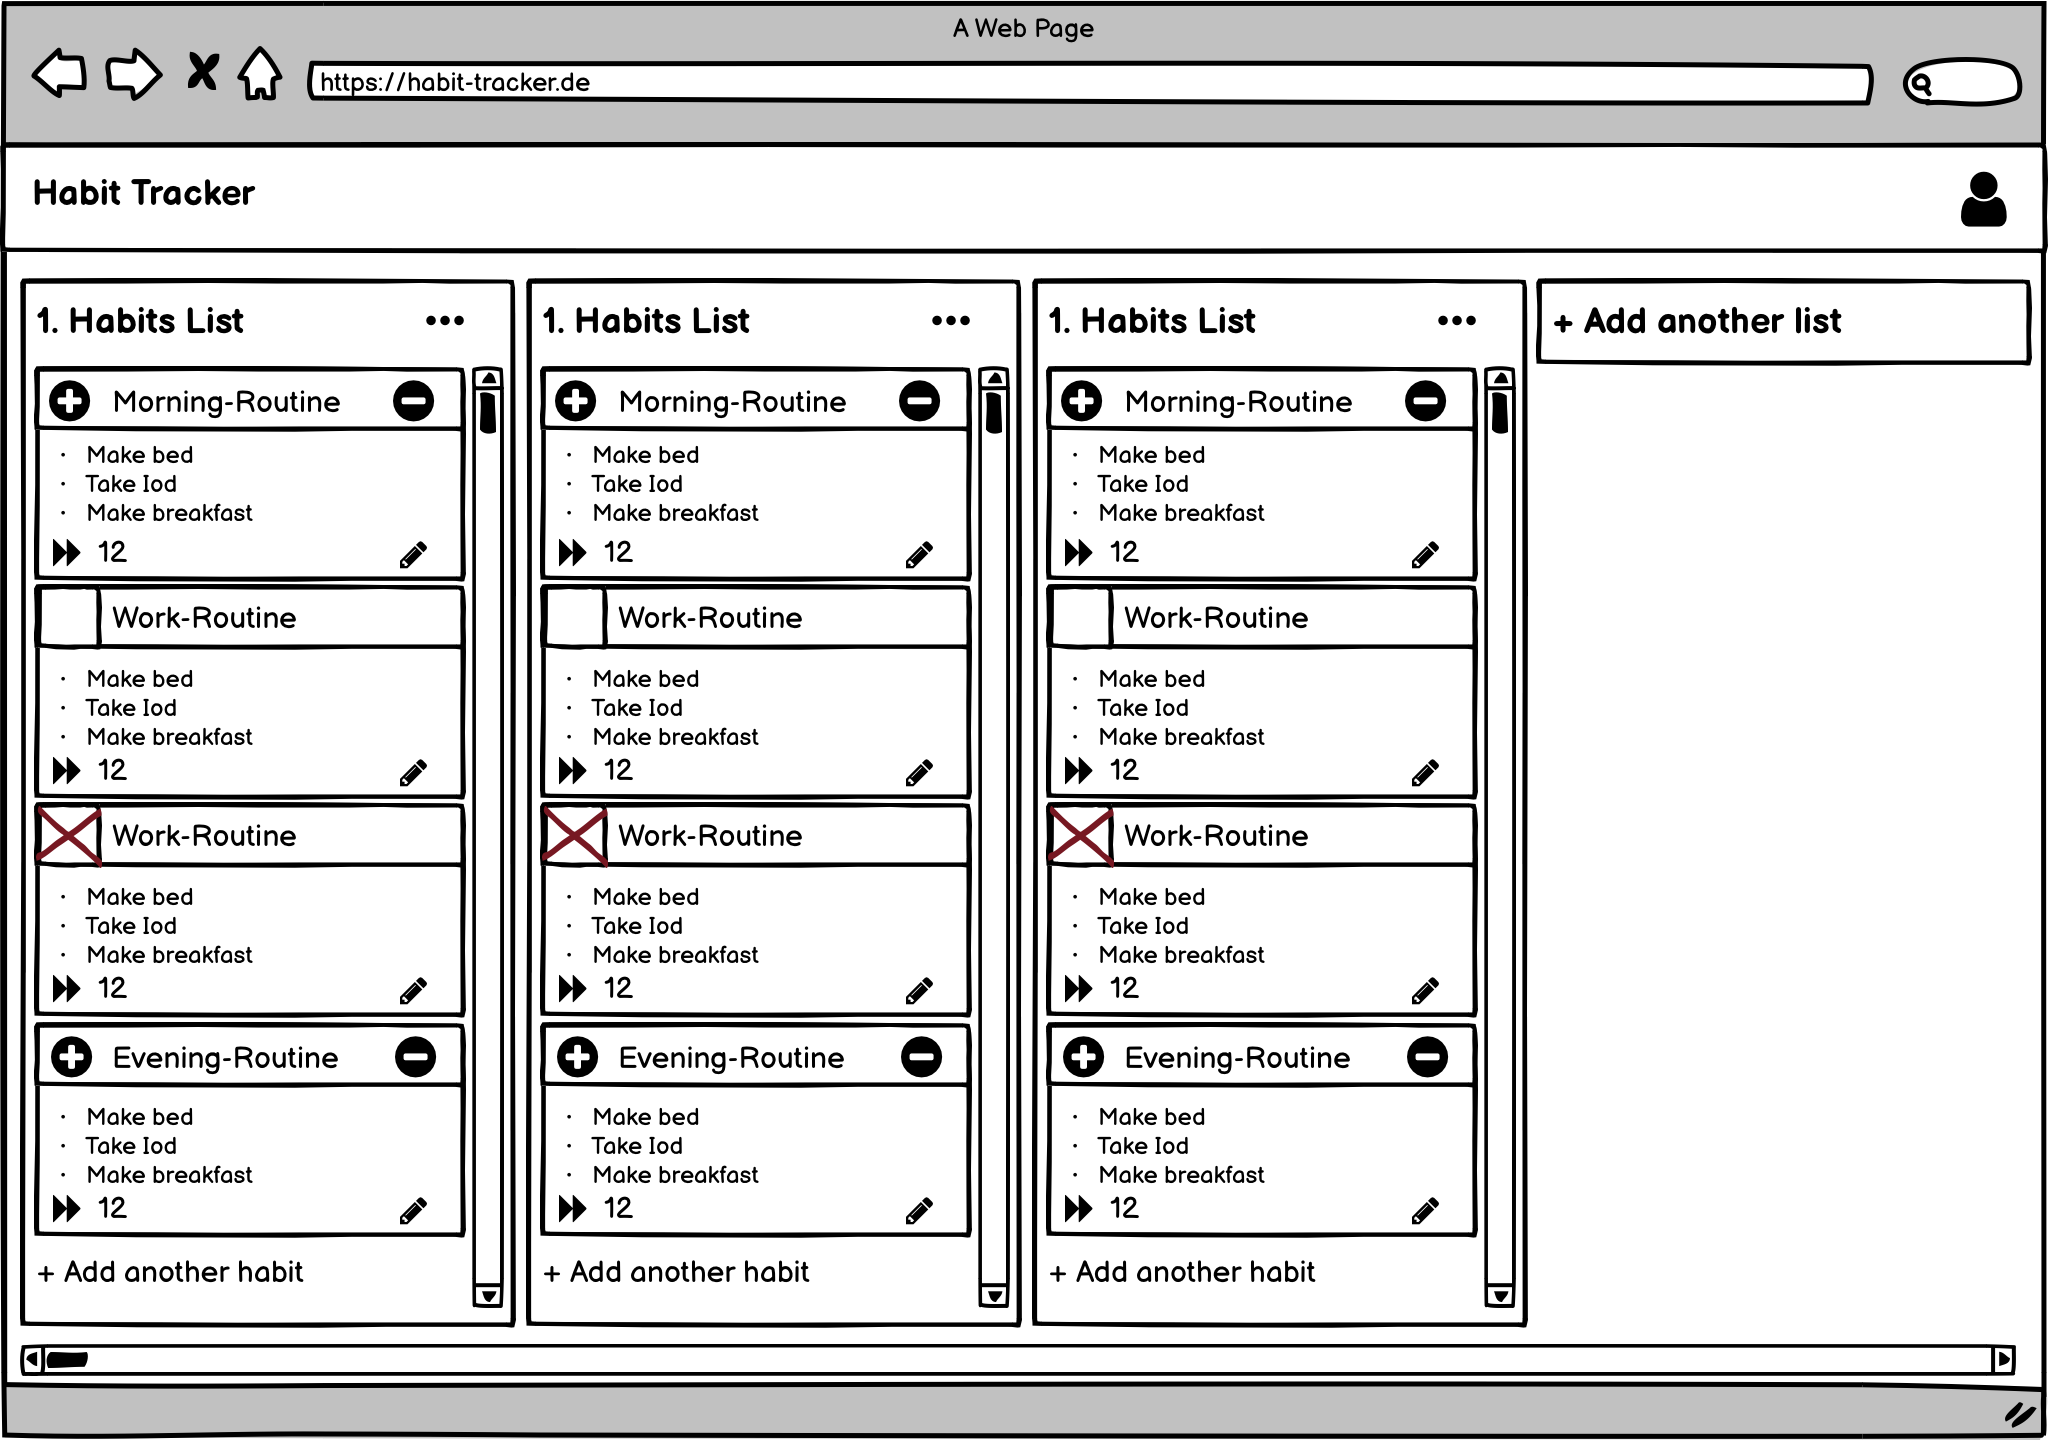 A Web Page
https://habit-tracker.de
Habit Tracker
1. Habits List
Morning-Routine
· Make bed
· Take Iod
· Make breakfast
12
Work-Routine
· Make bed
· Take Iod
· Make breakfast
12
Work-Routine
· Make bed
· Take Iod
· Make breakfast
12
Evening-Routine
· Make bed
· Take Iod
· Make breakfast
12
+ Add another habit
1. Habits List
Morning-Routine
· Make bed
· Take Iod
· Make breakfast
12
Work-Routine
· Make bed
· Take Iod
· Make breakfast
12
Work-Routine
· Make bed
· Take Iod
· Make breakfast
12
Evening-Routine
· Make bed
· Take Iod
· Make breakfast
12
+ Add another habit
1. Habits List
Morning-Routine
· Make bed
· Take Iod
· Make breakfast
12
Work-Routine
· Make bed
· Take Iod
· Make breakfast
12
Work-Routine
· Make bed
· Take Iod
· Make breakfast
12
Evening-Routine
· Make bed
· Take Iod
· Make breakfast
12
+ Add another habit
+ Add another list